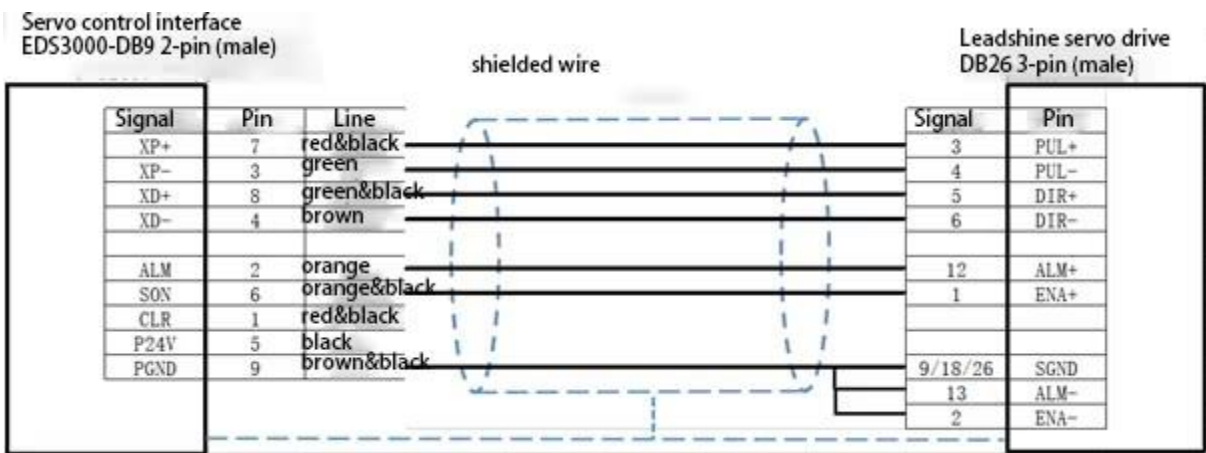 Servo control interface
EDS3000-DB9 2-pin (male)
Leadshine servo drive
DB26 3-pin (male)
shielded wire
Signal Pin Line Signal Pin
XP+ 7 red&black 3 PUL+
XP- 3 green 4 PUL-
XD+ 8 green&black 5 DIR+
XD- 4 brown 6 DIR-
ALM 2 orange 12 ALM+
SON 6 orange&black 1 ENA+
CLR 1 red&black
P24V 5 black
PGND 9 brown&black 9/18/26 SGND
13 ALM-
2 ENA-